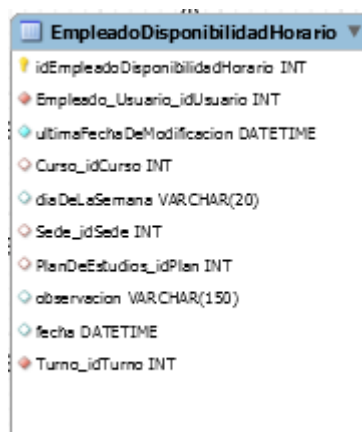 EmpleadoDisponibilidadHorario
idEmpleadoDisponibilidadHorario INT
Empleado_Usuario_idUsuario INT
ultimaFechaDeModificacion DATETIME
Curso_idCurso INT
diaDeLaSemana VARCHAR(20)
Sede_idSede INT
PlanDeEstudios_idPlan INT
observacion VARCHAR(150)
fecha DATETIME
Turno_idTurno INT